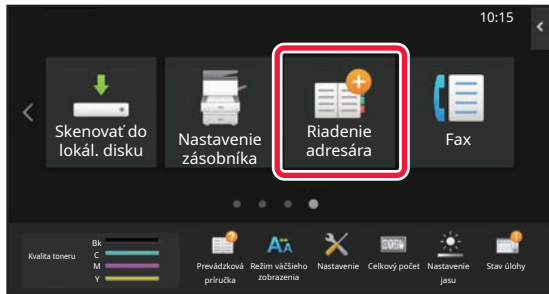 10:15
Skenovať do
lokál. disku
Nastavenie
zásobníka
Riadenie
adresára
Fax
Kvalita toneru
Bk
C
M
Y
Prevádzková
príručka
Režim väčšieho
zobrazenia
Nastavenie
Celkový počet
Nastavenie
jasu
Stav úlohy